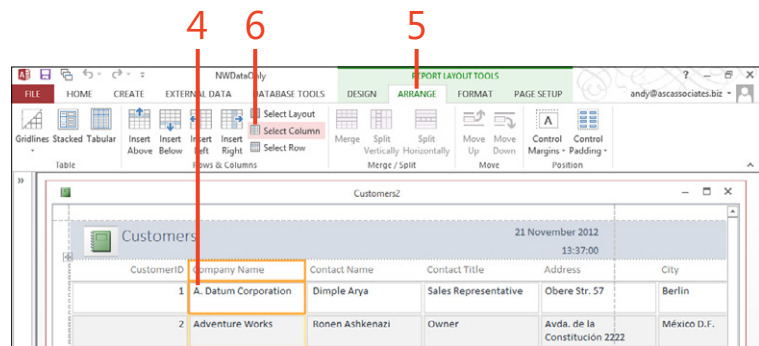 4 6 5
NWDataOnly REPORT LAYOUT TOOLS ?
FILE HOME CREATE EXTERNAL DATA DATABASE TOOLS DESIGN ARRANGE FORMAT PAGE SETUP andy@ascassociates.biz
Select Layout
Select Column
Select Row
Gridlines Stacked Tabular Insert Insert Insert Insert Merge Split Split Move Move Control Control
Above Below Left Right Vertically Horizontally Up Down Margins Padding
Table Rows & Columns Merge / Split Move Position
Customers2
Customers 21 November 2012
13:37:00
CustomerID Company Name Contact Name Contact Title Address City
1 A. Datum Corporation Dimple Arya Sales Representative Obere Str. 57 Berlin
2 Adventure Works Ronen Ashkenazi Owner Avda. de la México D.F.
Constitución 2222